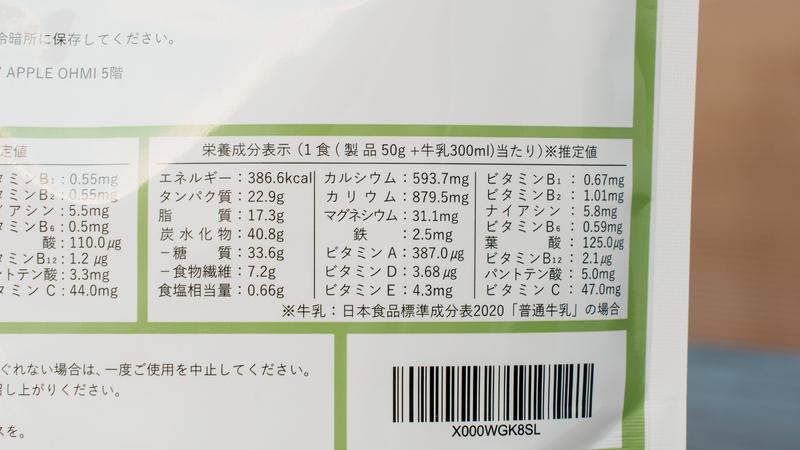 冷暗所に保存してください。
APPLE OHMI 5階
定値
タミンB₁：0.55mg
タミンB₂：0.55mg
イアシン：5.5mg
タミンB₆：0.5mg
酸：110.0㎍
タミンB₁₂：1.2㎍
ントテン酸：3.3mg
タミン C：44.0mg
栄養成分表示（1食(製品50g+牛乳300ml)当たり)※推定値
エネルギー：386.6kcal
タンパク質：22.9g
脂質：17.3g
炭水化物：40.8g
−糖質：33.6g
−食物繊維：7.2g
食塩相当量：0.66g
カルシウム：593.7mg
カリウム：879.5mg
マグネシウム：31.1mg
鉄：2.5mg
ビタミン A：387.0㎍
ビタミン D：3.68㎍
ビタミン E：4.3mg
ビタミンB₁：0.67mg
ビタミンB₂：1.01mg
ナイアシン：5.8mg
ビタミンB₆：0.59mg
葉酸：125.0㎍
ビタミンB₁₂：2.1㎍
パントテン酸：5.0mg
ビタミン C：47.0mg
※牛乳：日本食品標準成分表2020「普通牛乳」の場合
ぐれない場合は、一度ご使用を中止してください。
召し上がりください。
スを。
X000WGK8SL